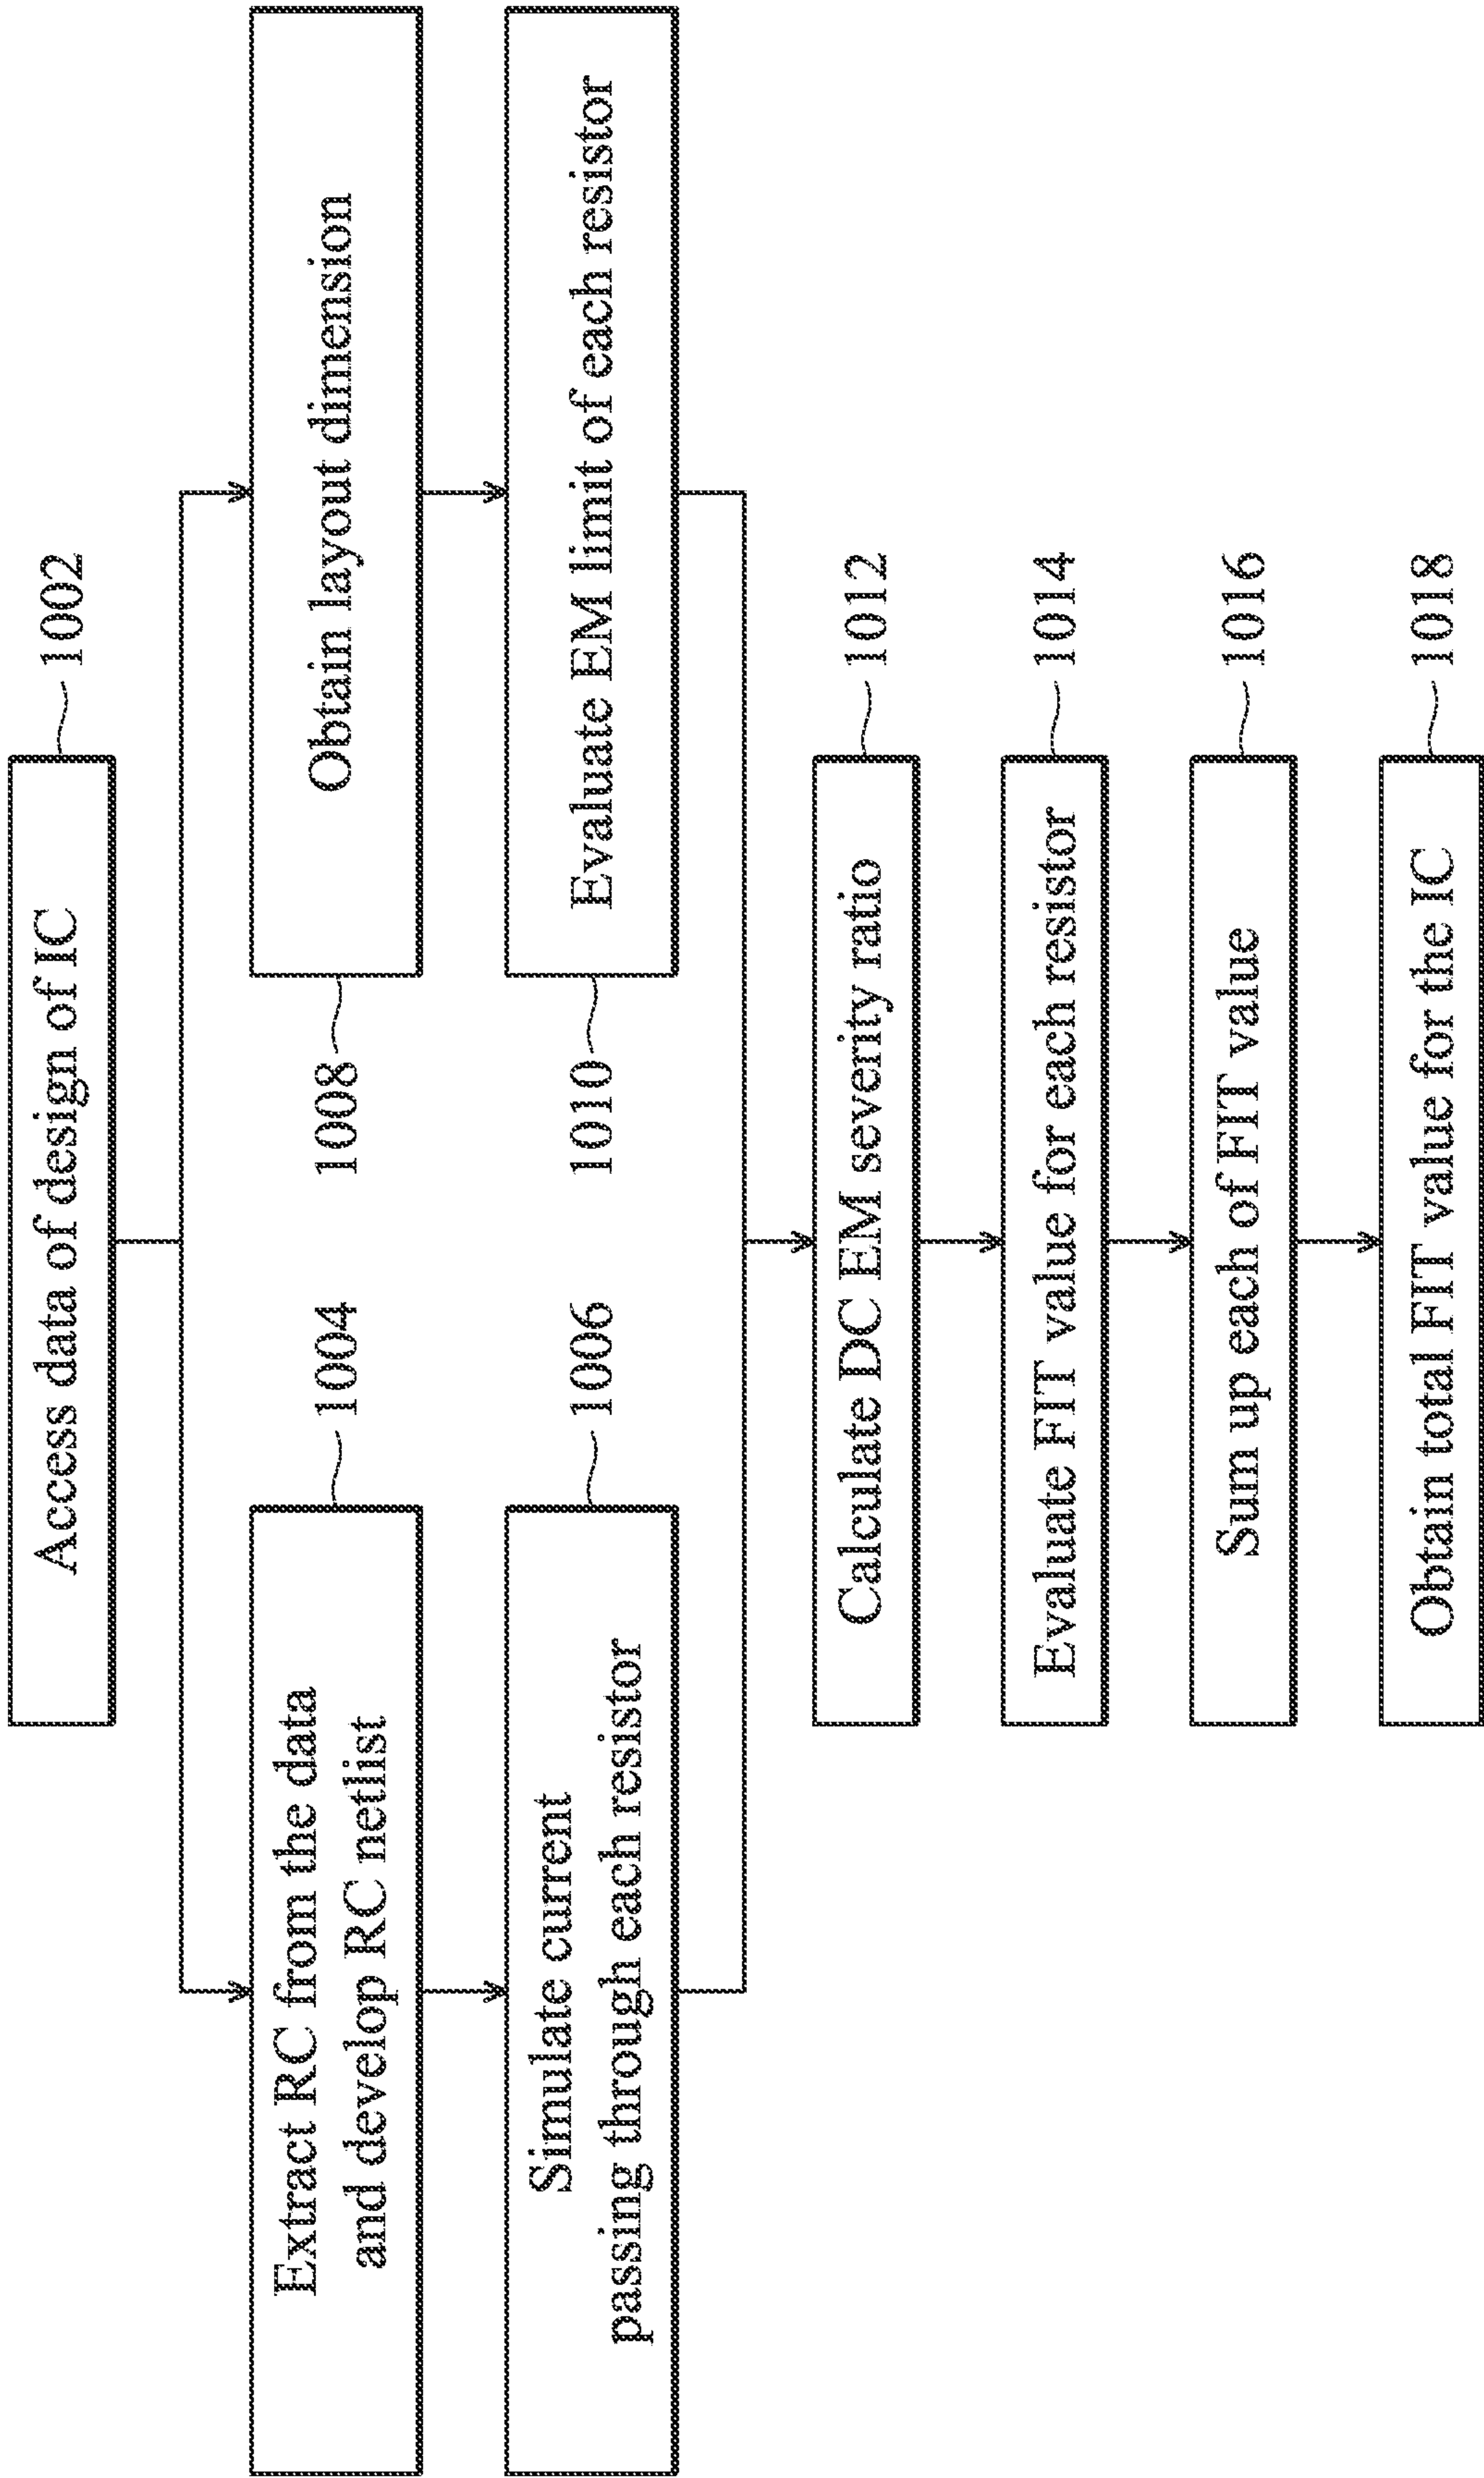 Access data of design of IC
1002
Extract RC from the data
and develop RC netlist
1004
1008
Obtain layout dimension
Simulate current
passing through each resistor
1006
1010
Evaluate EM limit of each resistor
Calculate DC EM severity ratio
1012
Evaluate FIT value for each resistor
1014
Sum up each of FIT value
1016
Obtain total FIT value for the IC
1018